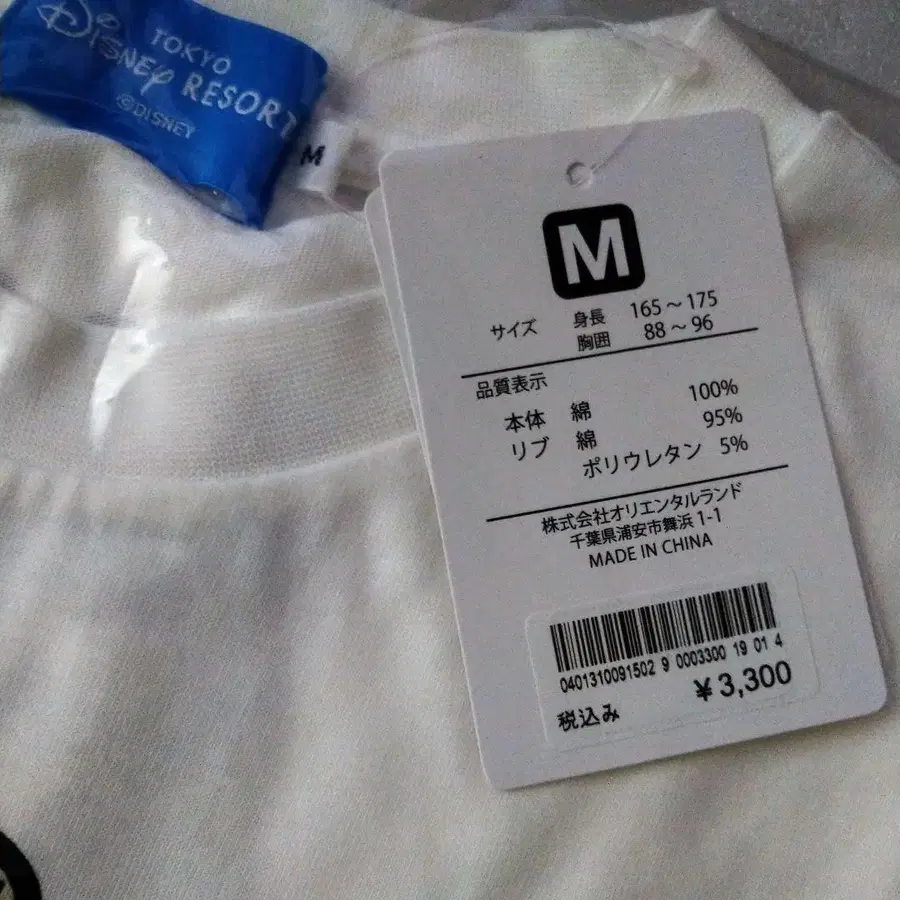 TOKYO
Disney RESORT
©DISNEY
M
M
サイズ 身長 165～175
胸囲 88～96
品質表示
本体 綿 100%
リブ 綿 95%
ポリウレタン 5%
株式会社オリエンタルランド
千葉県浦安市舞浜1-1
MADE IN CHINA
0401310091502 9 0003300 19 01 4
¥3,300
税込み